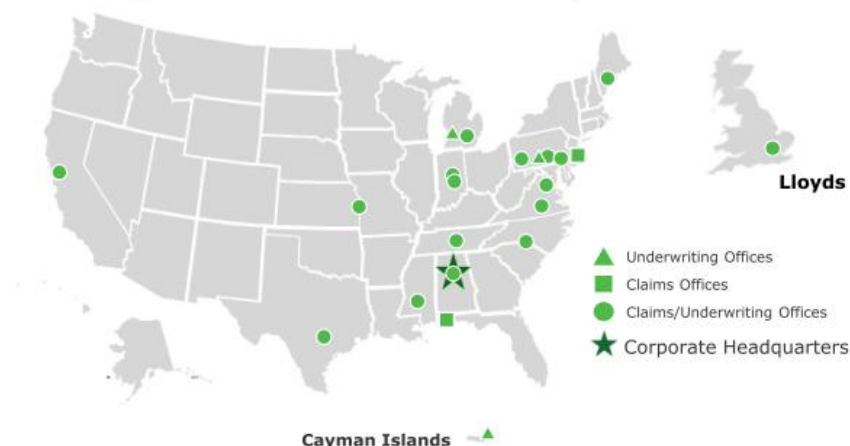 Lloyds
Underwriting Offices
Claims Offices
Claims/Underwriting Offices
Corporate Headquarters
Cayman Islands